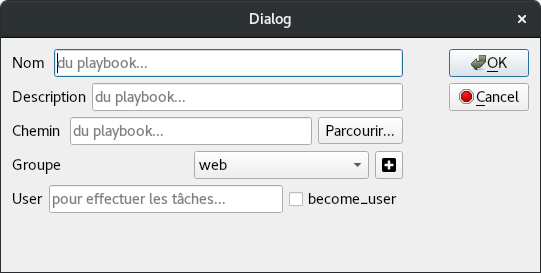 Dialog
Nom du playbook... OK
Description du playbook... Cancel
Chemin du playbook... Parcourir...
Groupe web
User pour effectuer les tâches... become_user